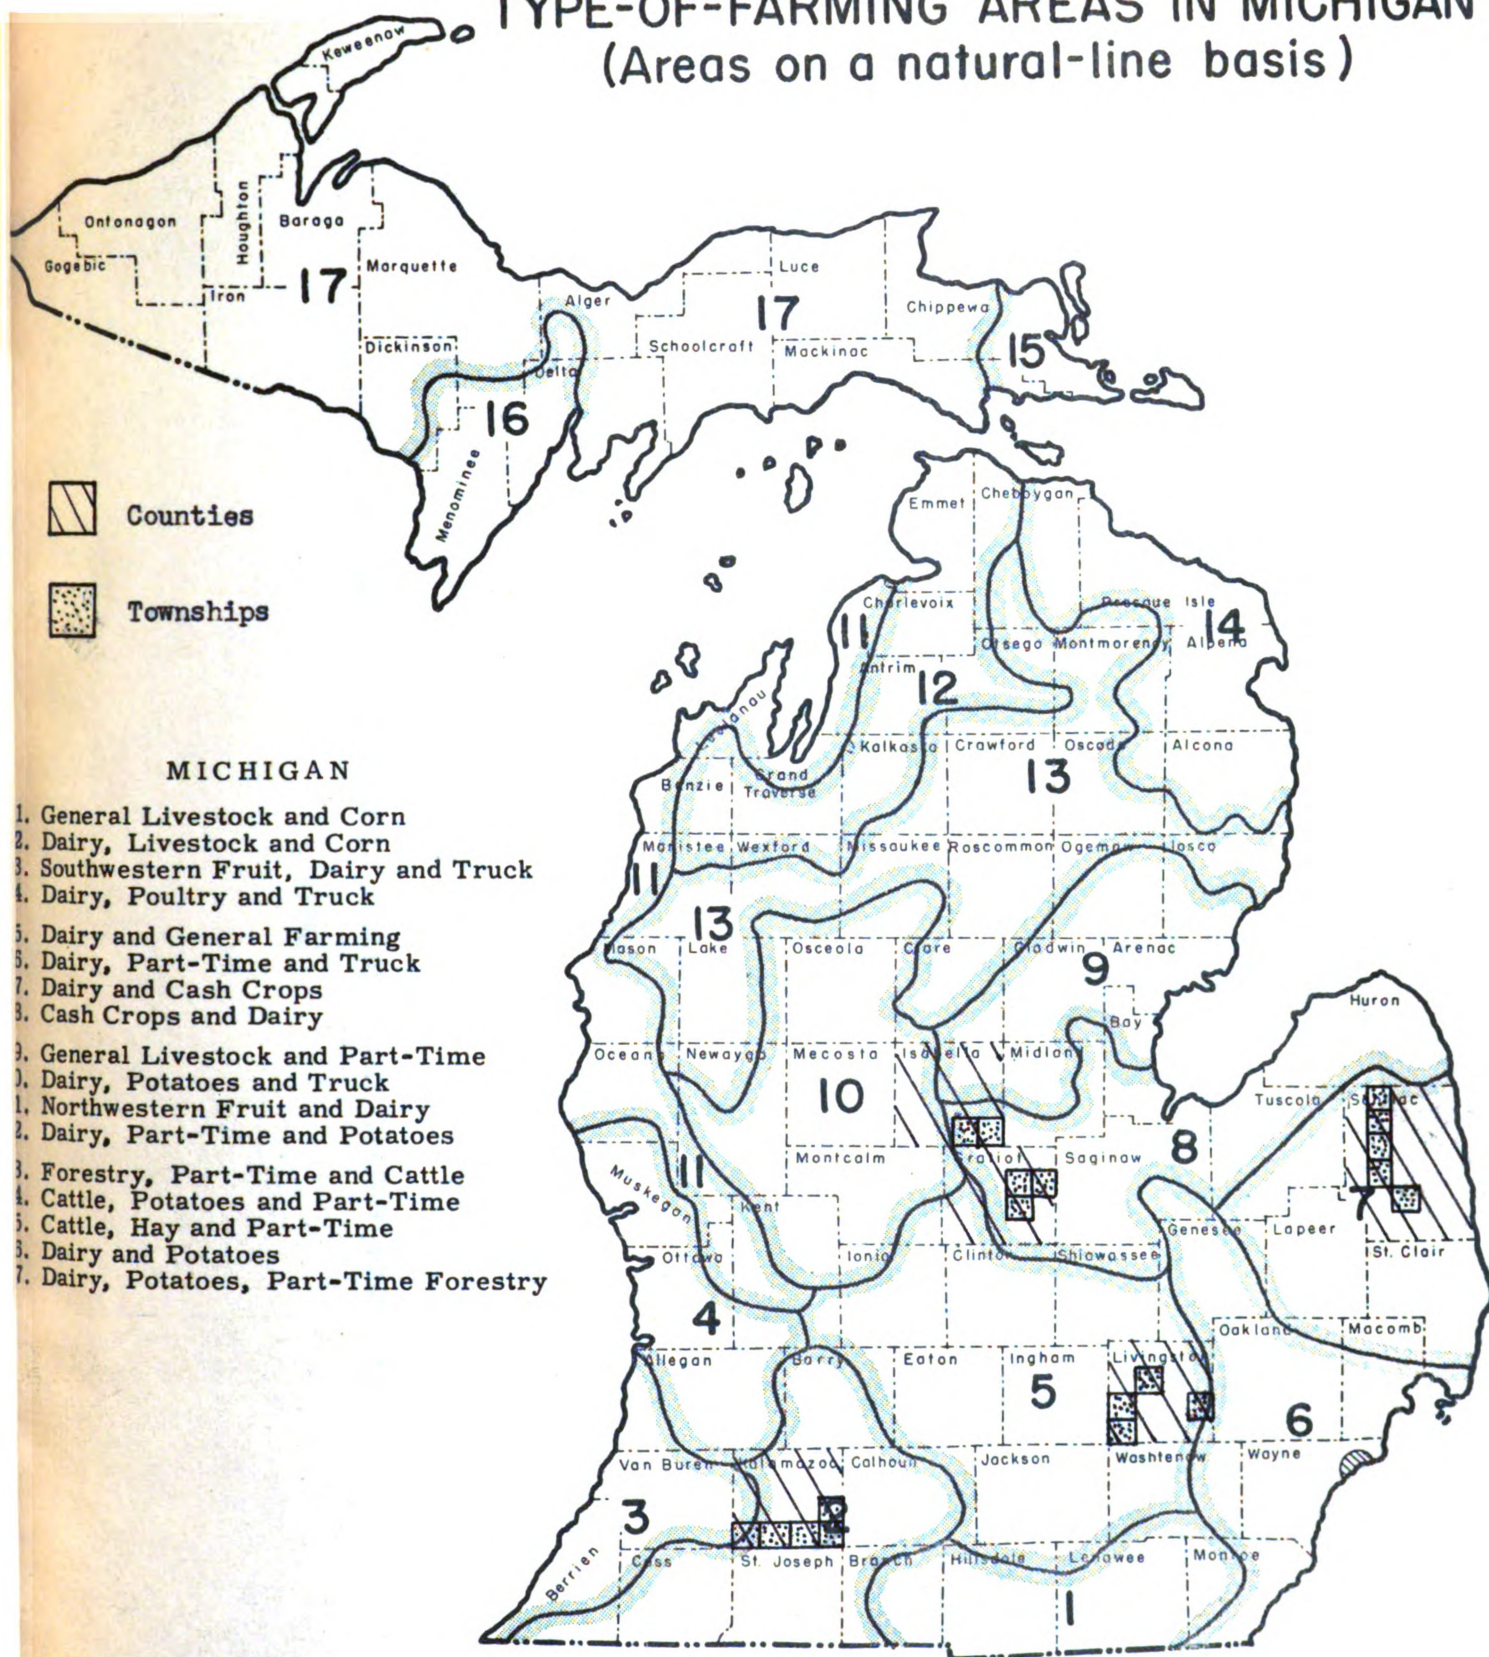 TYPE-OF-FARMING AREAS IN MICHIGAN
(Areas on a natural-line basis)
Keweenaw
Ontonagon
Houghton
Baraga
Gogebic
Iron
17
Marquette
Dickinson
Alger
Luce
17
Chippewa
Schoolcraft
Mackinac
15
Delta
16
Menominee
Counties
Townships
Emmet
Cheboygan
Charlevoix
Presque Isle
11
14
Otsego
Montmorency
Alpena
Antrim
12
Leelanau
Kalkaska
Crawford
Oscoda
Alcona
13
Benzie
Grand
Traverse
Manistee
Wexford
Missaukee
Roscommon
Ogemaw
Iosco
11
13
Mason
Lake
Osceola
Clare
Gladwin
Arenac
9
Huron
Bay
Oceana
Newaygo
Mecosta
Isabella
Midland
10
Tuscola
Sanilac
8
Montcalm
Gratiot
Saginaw
11
Muskegon
Kent
7
Genesee
Lapeer
St. Clair
Ottawa
Ionia
Clinton
Shiawassee
4
Oakland
Macomb
Allegan
Barry
Eaton
Ingham
Livingston
5
6
Van Buren
Kalamazoo
Calhoun
Jackson
Washtenaw
Wayne
3
2
Cass
St. Joseph
Branch
Hillsdale
Lenawee
Monroe
Berrien
1
MICHIGAN
1. General Livestock and Corn
2. Dairy, Livestock and Corn
3. Southwestern Fruit, Dairy and Truck
4. Dairy, Poultry and Truck
5. Dairy and General Farming
6. Dairy, Part-Time and Truck
7. Dairy and Cash Crops
8. Cash Crops and Dairy
9. General Livestock and Part-Time
0. Dairy, Potatoes and Truck
1. Northwestern Fruit and Dairy
2. Dairy, Part-Time and Potatoes
3. Forestry, Part-Time and Cattle
4. Cattle, Potatoes and Part-Time
5. Cattle, Hay and Part-Time
6. Dairy and Potatoes
7. Dairy, Potatoes, Part-Time Forestry